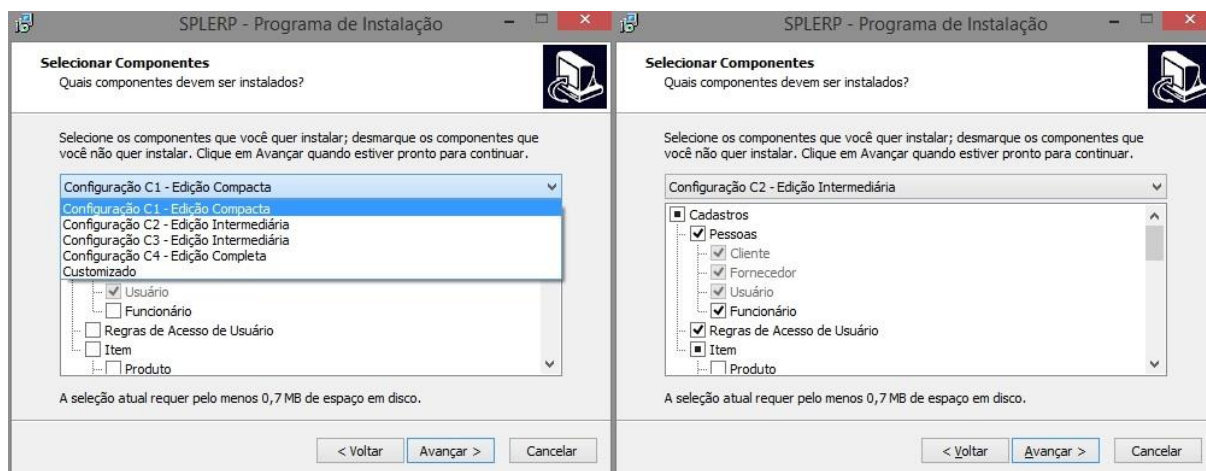 SPLERP - Programa de Instalação
Selecionar Componentes
Quais componentes devem ser instalados?
Selecione os componentes que você quer instalar; desmarque os componentes que
você não quer instalar. Clique em Avançar quando estiver pronto para continuar.
Configuração C1 - Edição Compacta
Configuração C1 - Edição Compacta
Configuração C2 - Edição Intermediária
Configuração C3 - Edição Intermediária
Configuração C4 - Edição Completa
Customizado
Usuário
Funcionário
Regras de Acesso de Usuário
Item
Produto
A seleção atual requer pelo menos 0,7 MB de espaço em disco.
< Voltar
Avançar >
Cancelar
SPLERP - Programa de Instalação
Selecionar Componentes
Quais componentes devem ser instalados?
Selecione os componentes que você quer instalar; desmarque os componentes que
você não quer instalar. Clique em Avançar quando estiver pronto para continuar.
Configuração C2 - Edição Intermediária
Cadastros
Pessoas
Cliente
Fornecedor
Usuário
Funcionário
Regras de Acesso de Usuário
Item
Produto
A seleção atual requer pelo menos 0,7 MB de espaço em disco.
< Voltar
Avançar >
Cancelar